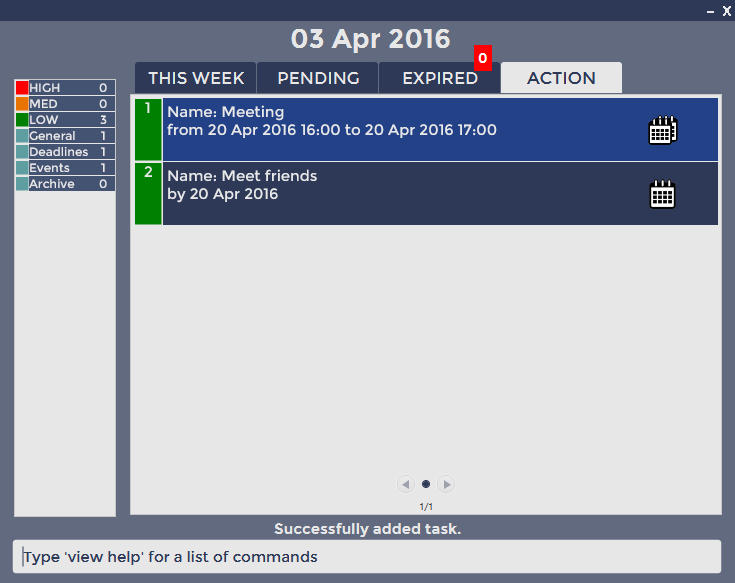 – X
03 Apr 2016
0
THIS WEEK PENDING EXPIRED ACTION
HIGH 0
MED 0
LOW 3
General 1
Deadlines 1
Events 1
Archive 0
1
Name: Meeting
from 20 Apr 2016 16:00 to 20 Apr 2016 17:00
2
Name: Meet friends
by 20 Apr 2016
1/1
Successfully added task.
Type 'view help' for a list of commands